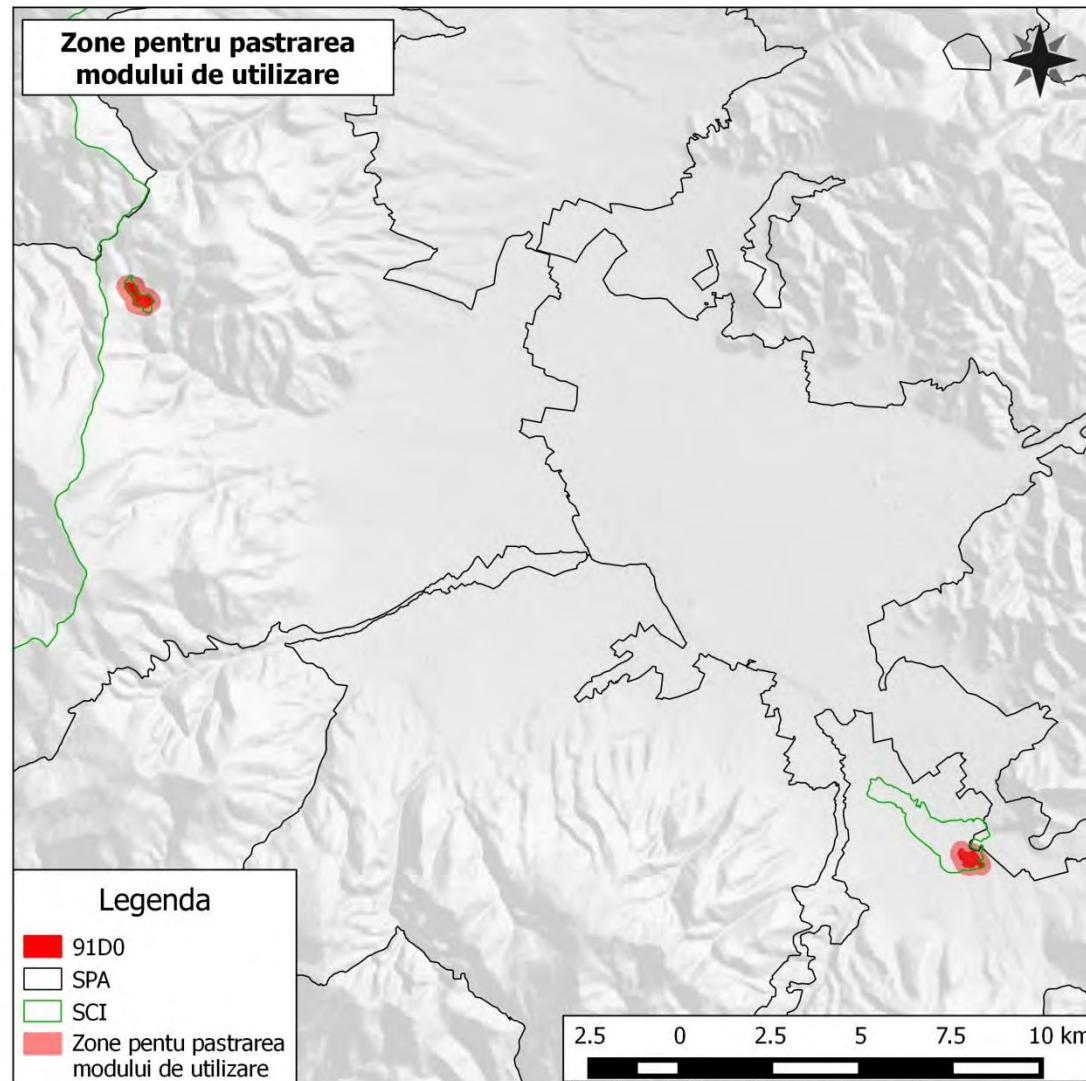 Zone pentru pastrarea
modului de utilizare
Legenda
91D0
SPA
SCI
Zone pentu pastrarea
modului de utilizare
2.5 0 2.5 5 7.5 10 km